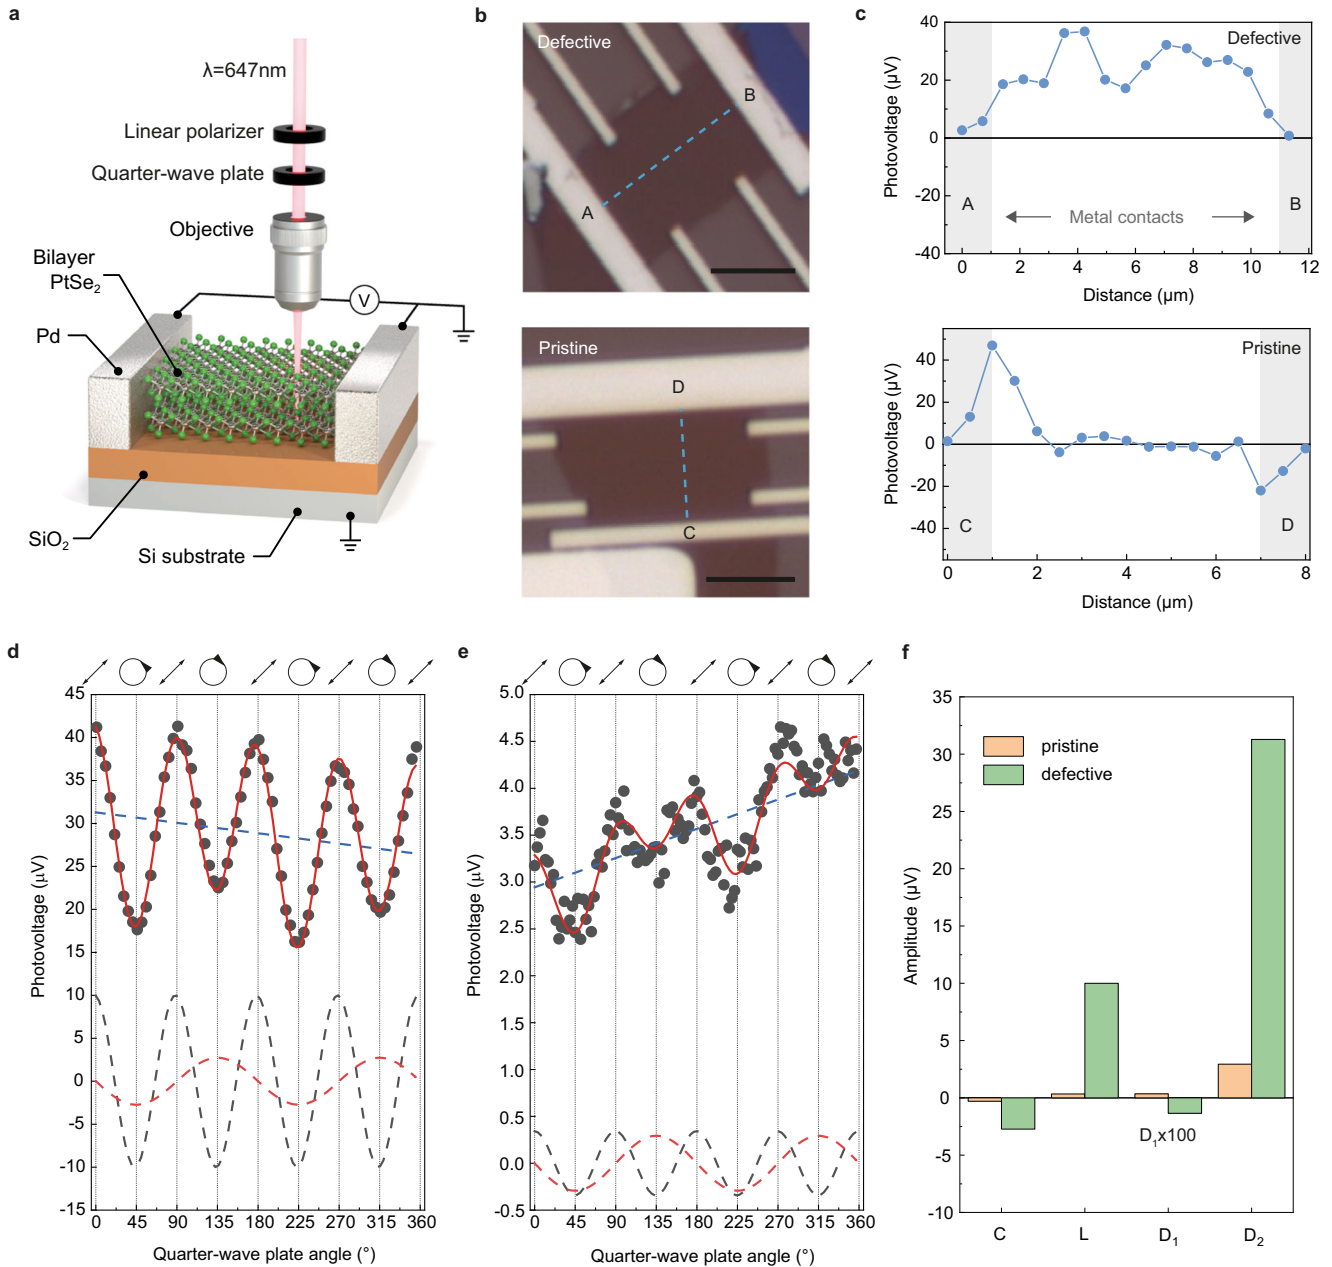 a
λ=647nm
Linear polarizer
Quarter-wave plate
Objective
Bilayer
PtSe₂
V
Pd
SiO₂
Si substrate
b
Defective
B
A
Pristine
D
C
c
40
20
0
-20
-40
Photovoltage (µV)
Defective
A
Metal contacts
B
0 2 4 6 8 10 12
Distance (µm)
40
20
0
-20
-40
Photovoltage (µV)
Pristine
C
D
0 2 4 6 8
Distance (µm)
d
45
40
35
30
25
20
15
10
5
0
-5
-10
-15
Photovoltage (µV)
0 45 90 135 180 225 270 315 360
Quarter-wave plate angle (°)
e
5.0
4.5
4.0
3.5
3.0
2.5
2.0
1.5
1.0
0.5
0.0
-0.5
Photovoltage (µV)
0 45 90 135 180 225 270 315 360
Quarter-wave plate angle (°)
f
35
30
25
20
15
10
5
0
-5
-10
Amplitude (µV)
pristine
defective
D₁x100
C L D₁ D₂